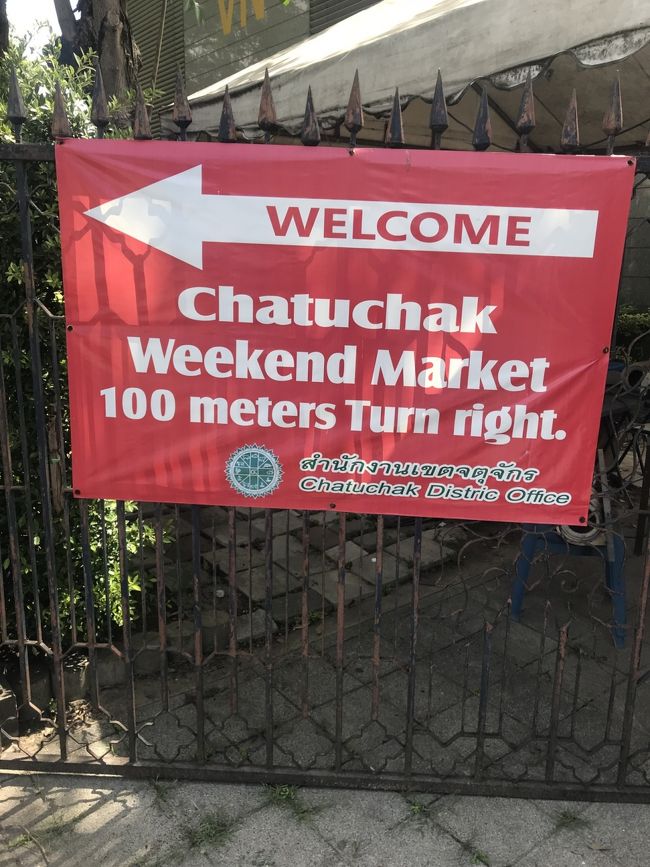 VN
WELCOME
Chatuchak
Weekend Market
100 meters Turn right.
สำนักงานเขตจตุจักร
Chatuchak Distric Office